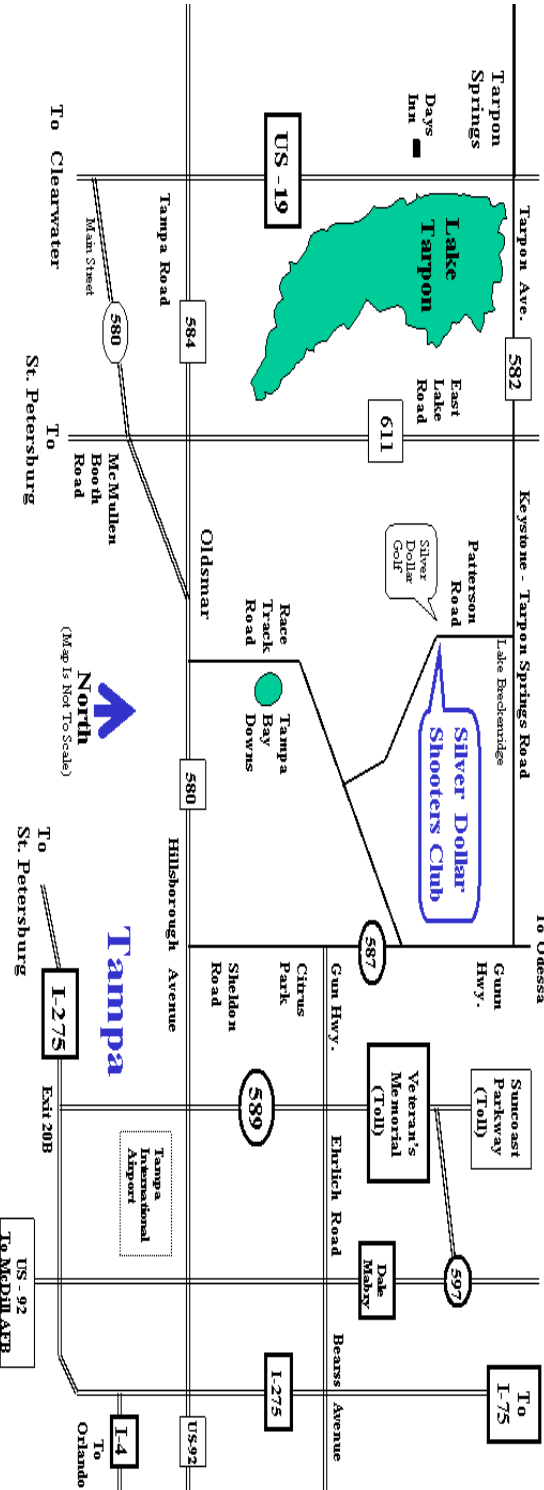 To Odessa
Tarpon
Springs
Tarpon Ave.
582
Keystone - Tarpon Springs Road
Lake Breckenridge
Gunn
Hwy.
Suncoast
Parkway
(Toll)
To
I-75
Days
Inn
Lake
Tarpon
East
Lake
Road
Patterson
Road
Silver
Dollar
Golf
Silver Dollar
Shooters Club
597
Veteran's
Memorial
(Toll)
Dale
Mabry
611
587
US - 19
Gun Hwy.
Ehrlich Road
Bearss Avenue
Citrus
Park
I-275
Race
Track
Road
Tampa
Bay
Downs
589
Sheldon
Road
Oldsmar
584
580
US-92
Tampa Road
Hillsborough Avenue
Tampa
International
Airport
Main Street
580
McMullen
Booth
Road
North
(Map Is Not To Scale)
Tampa
I-4
To
Orlando
To Clearwater
To
St. Petersburg
To
St. Petersburg
I-275
Exit 20B
US - 92
To McDill AFB